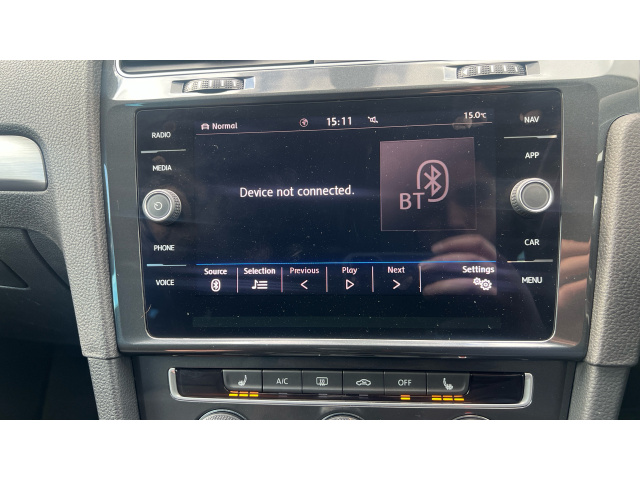 Normal 15:11 15.0°C
RADIO
MEDIA
PHONE
VOICE
Device not connected.
BT
Source Selection Previous Play Next Settings
NAV
APP
CAR
MENU
A/C OFF